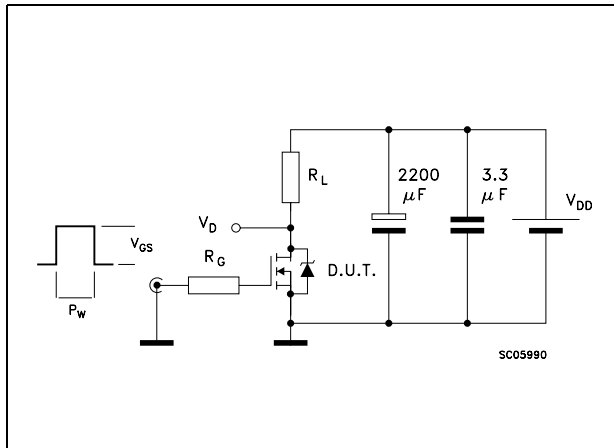 R_L
2200
μF
3.3
μF
V_DD
V_D
V_GS
R_G
D.U.T.
P_W
SC05990